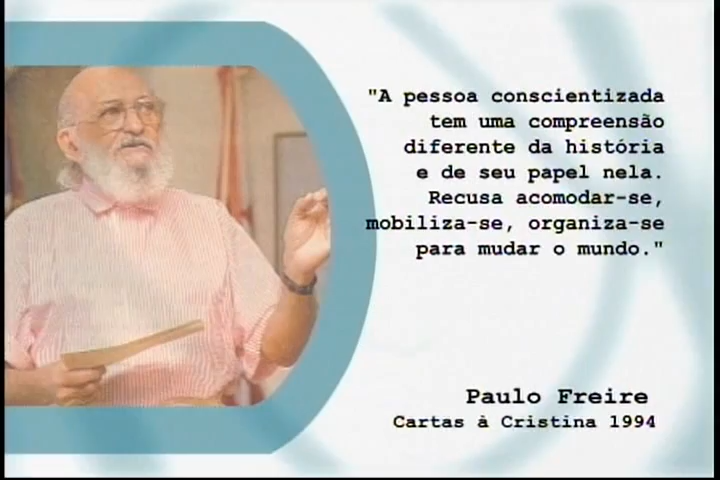 "A pessoa conscientizada
tem uma compreensão
diferente da história
e de seu papel nela.
Recusa acomodar-se,
mobiliza-se, organiza-se
para mudar o mundo."
Paulo Freire
Cartas à Cristina 1994